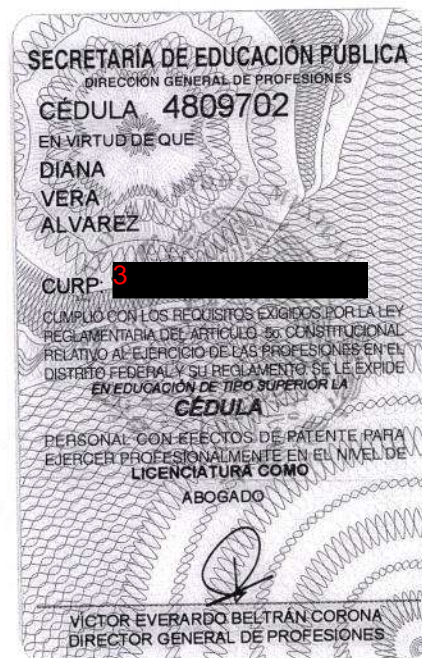 SECRETARÍA DE EDUCACIÓN PÚBLICA
DIRECCIÓN GENERAL DE PROFESIONES
CÉDULA 4809702
EN VIRTUD DE QUE
DIANA
VERA
ALVAREZ
CURP: 3
CUMPLIÓ CON LOS REQUISITOS EXIGIDOS POR LA LEY
REGLAMENTARIA DEL ARTÍCULO 5o CONSTITUCIONAL
RELATIVO AL EJERCICIO DE LAS PROFESIONES EN EL
DISTRITO FEDERAL Y SU REGLAMENTO SE LE EXPIDE
EN EDUCACIÓN DE TIPO SUPERIOR LA
CÉDULA
PERSONAL CON EFECTOS DE PATENTE PARA
EJERCER PROFESIONALMENTE EN EL NIVEL DE
LICENCIATURA COMO
ABOGADO
VÍCTOR EVERARDO BELTRÁN CORONA
DIRECTOR GENERAL DE PROFESIONES